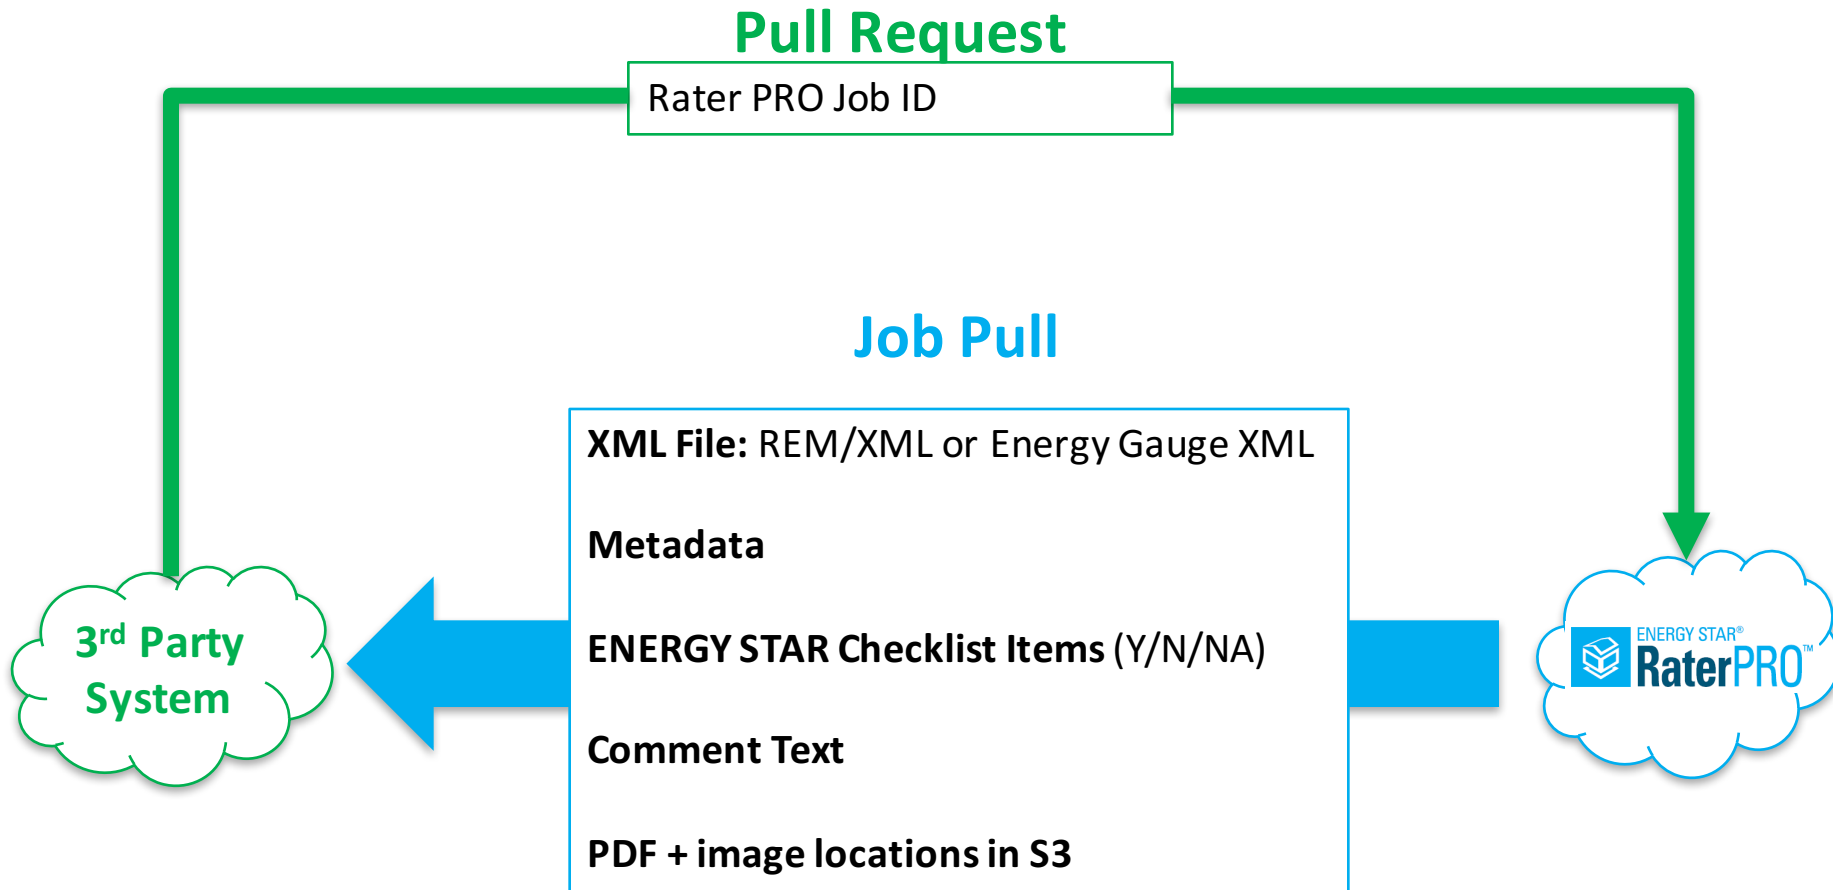 Pull Request
Rater PRO Job ID
Job Pull
XML File: REM/XML or Energy Gauge XML
Metadata
ENERGY STAR Checklist Items (Y/N/NA)
Comment Text
PDF + image locations in S3
3rd Party
System
ENERGY STAR®
RaterPRO™